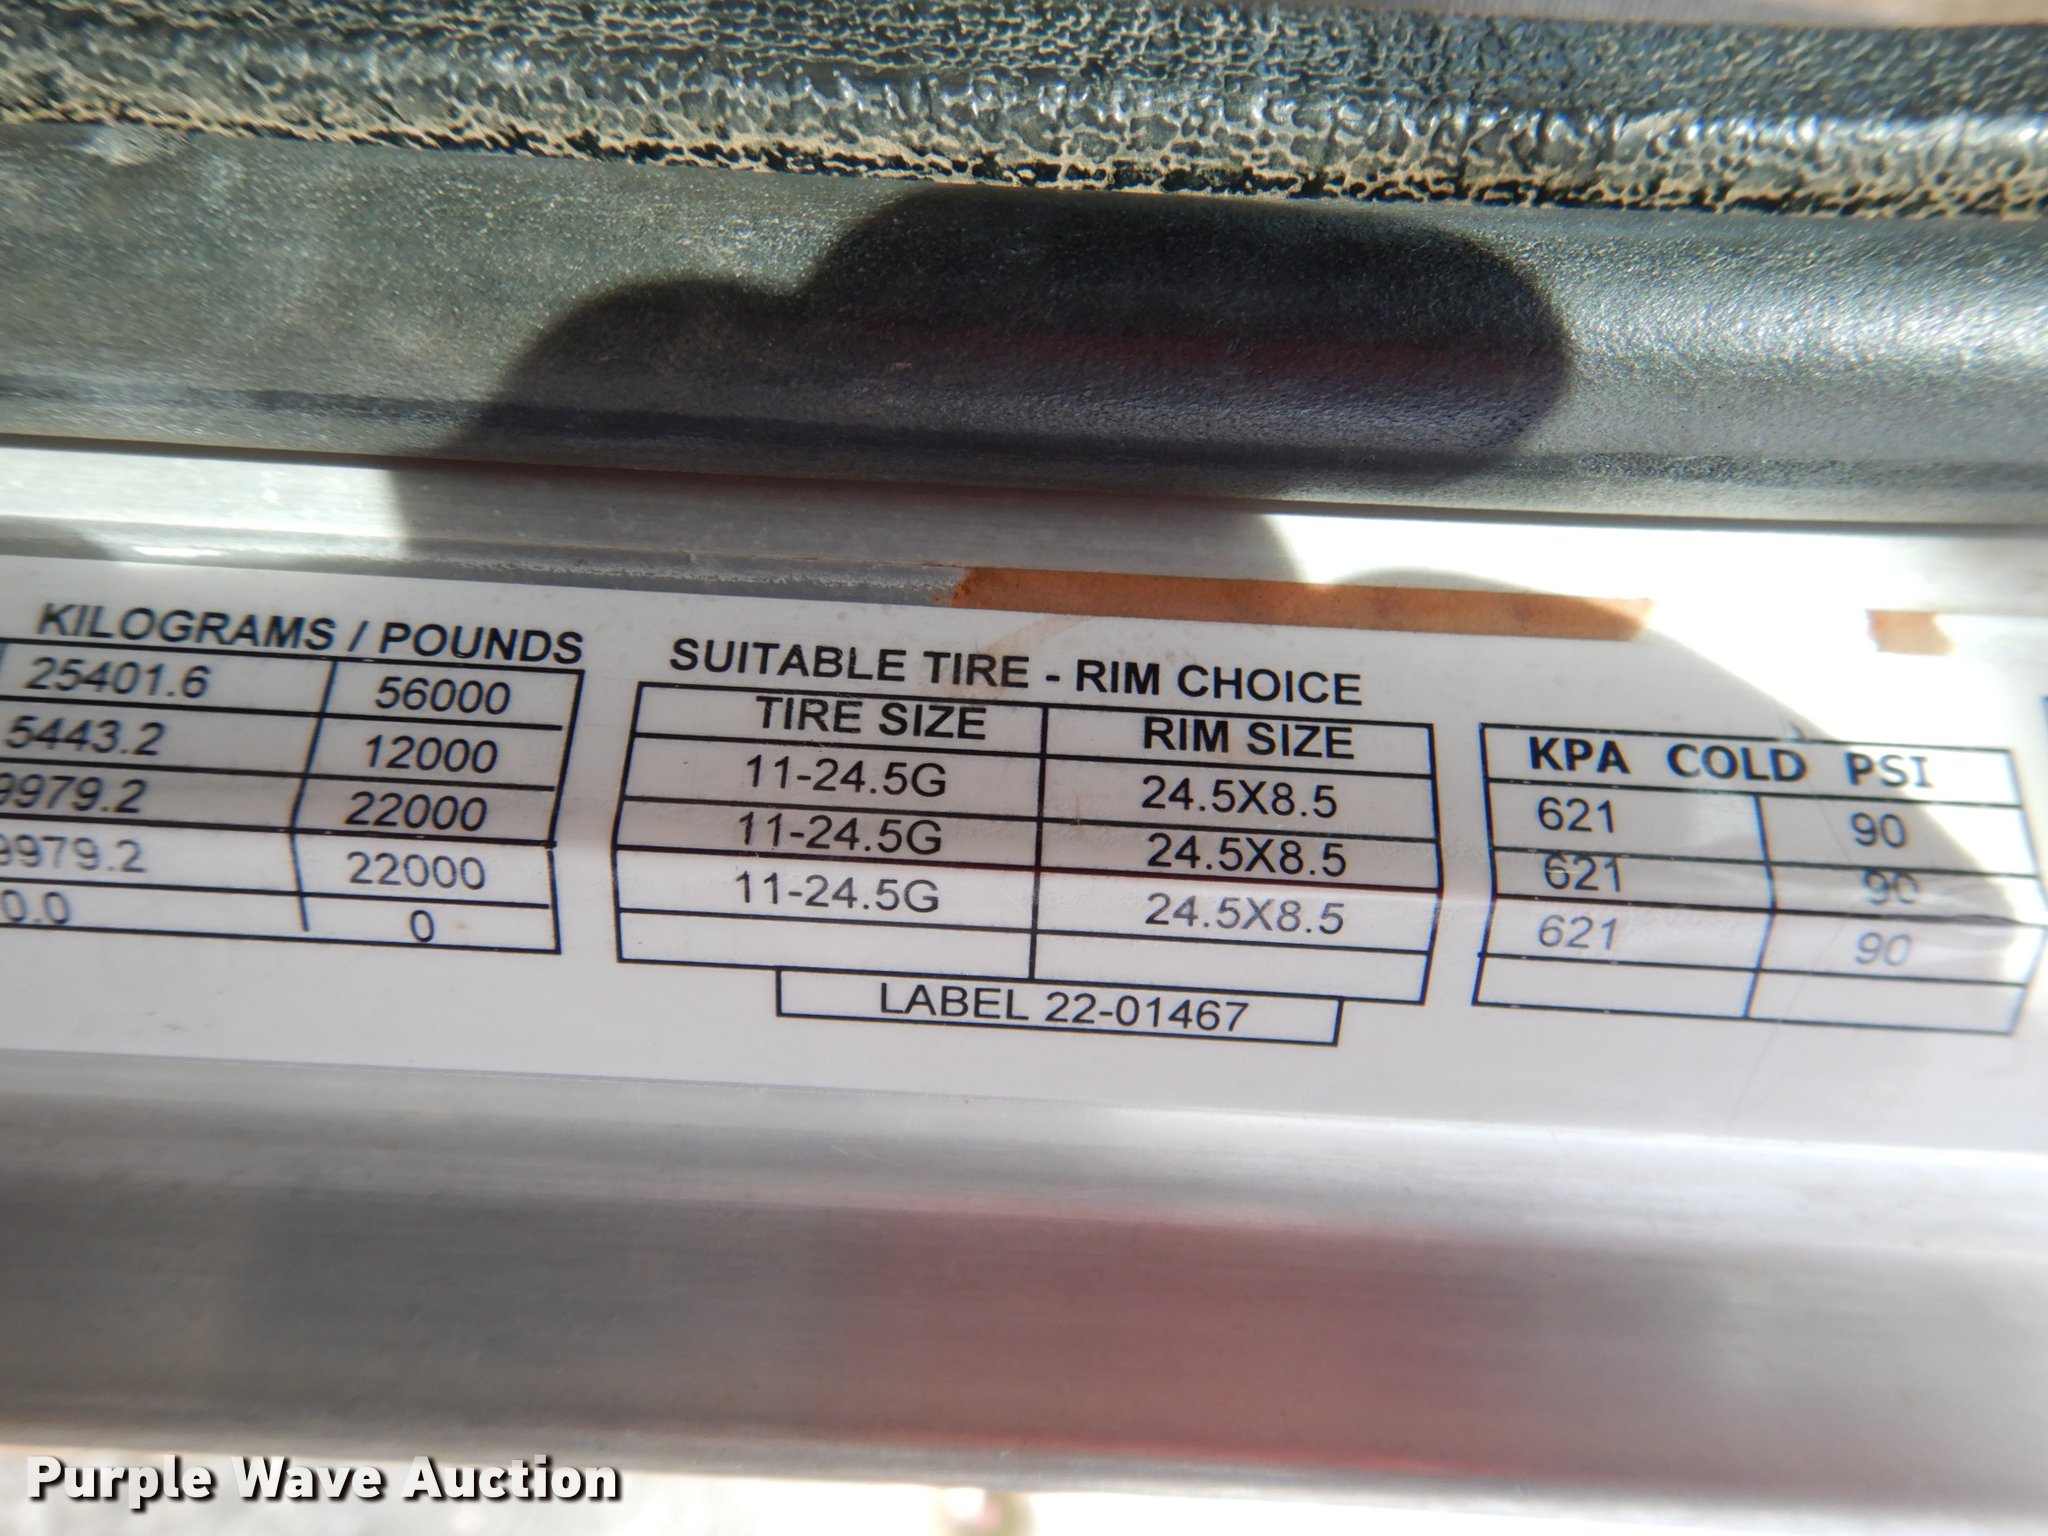 KILOGRAMS / POUNDS
25401.6 56000
5443.2 12000
9979.2 22000
9979.2 22000
0.0 0
SUITABLE TIRE - RIM CHOICE
TIRE SIZE RIM SIZE
11-24.5G 24.5X8.5
11-24.5G 24.5X8.5
11-24.5G 24.5X8.5
LABEL 22-01467
KPA COLD PSI
621 90
621 90
621 90
Purple Wave Auction